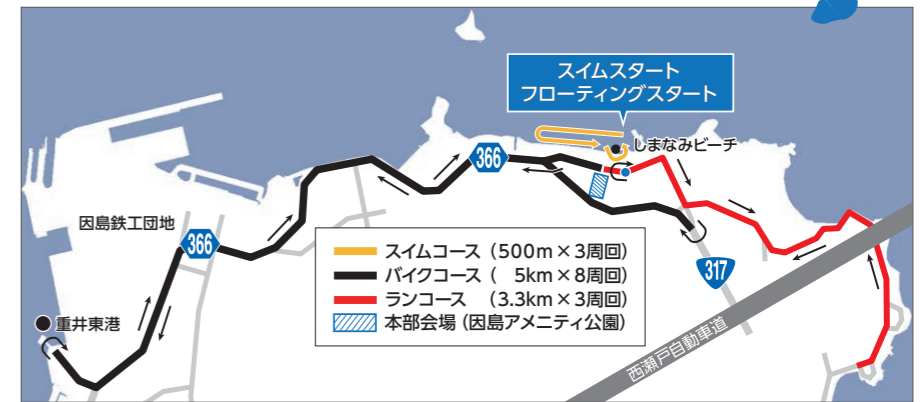 スイムスタート
フローティングスタート
しまなみビーチ
366
因島鉄工団地
366
317
スイムコース（500m×3周回）
バイクコース（ 5km×8周回）
ランコース （3.3km×3周回）
本部会場（因島アメニティ公園）
重井東港
西瀬戸自動車道